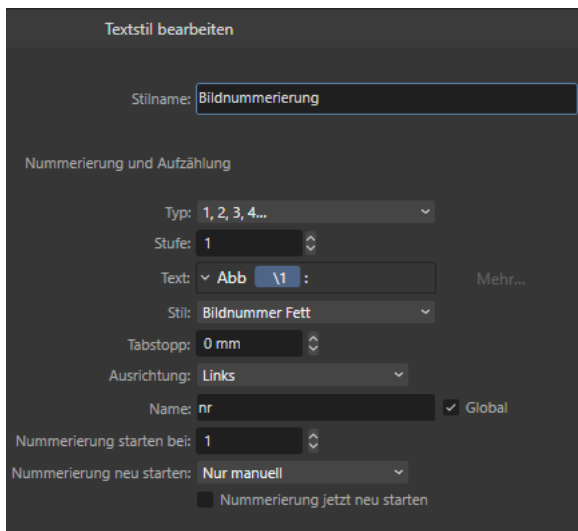 Textstil bearbeiten
Stilname: Bildnummerierung
Nummerierung und Aufzählung
Typ: 1, 2, 3, 4...
Stufe: 1
Text: Abb \1 : Mehr...
Stil: Bildnummer Fett
Tabstopp: 0 mm
Ausrichtung: Links
Name: nr Global
Nummerierung starten bei: 1
Nummerierung neu starten: Nur manuell
Nummerierung jetzt neu starten